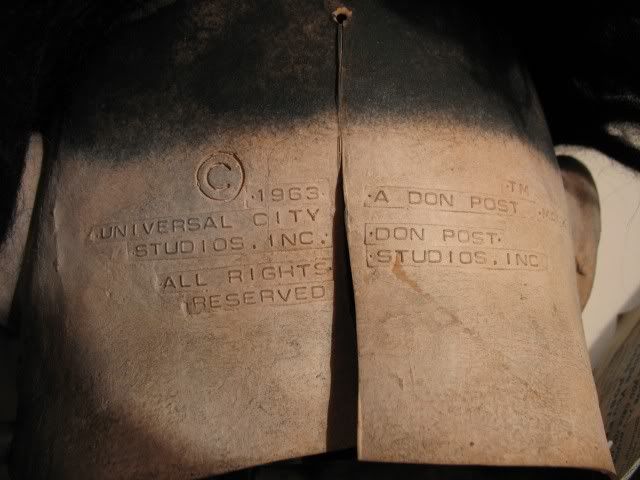 © 1963
UNIVERSAL CITY
STUDIOS, INC.
ALL RIGHTS
RESERVED
TM
A DON POST
DON POST
STUDIOS, INC